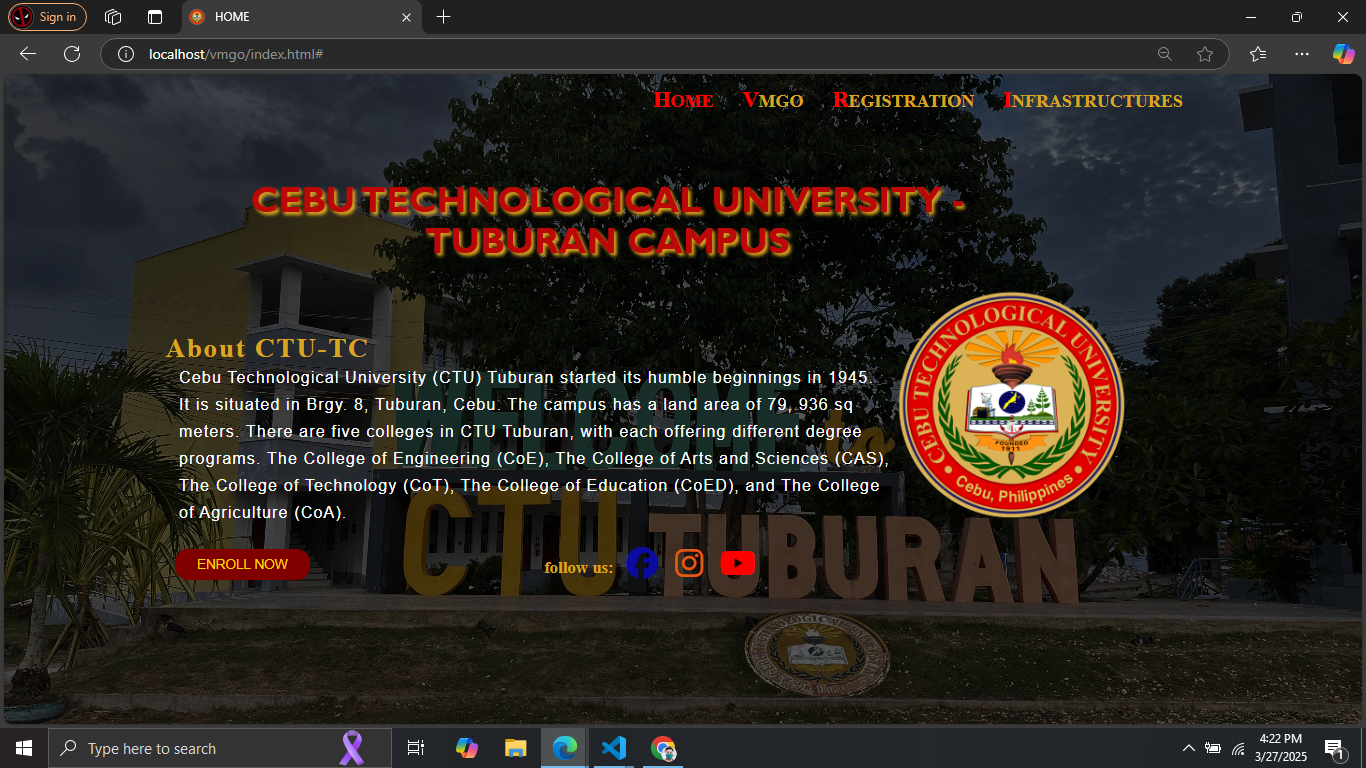 Sign in
HOME
localhost/vmgo/index.html#
HOME VMGO REGISTRATION INFRASTRUCTURES
CEBU TECHNOLOGICAL UNIVERSITY -
TUBURAN CAMPUS
About CTU-TC
Cebu Technological University (CTU) Tuburan started its humble beginnings in 1945.
It is situated in Brgy. 8, Tuburan, Cebu. The campus has a land area of 79, 936 sq
meters. There are five colleges in CTU Tuburan, with each offering different degree
programs. The College of Engineering (CoE), The College of Arts and Sciences (CAS),
The College of Technology (CoT), The College of Education (CoED), and The College
of Agriculture (CoA).
CEBU TECHNOLOGICAL UNIVERSITY
FOUNDED
1911
Cebu, Philippines
WELCOME to
CTU TUBURAN
ENROLL NOW
follow us:
Type here to search
4:22 PM
3/27/2025
1